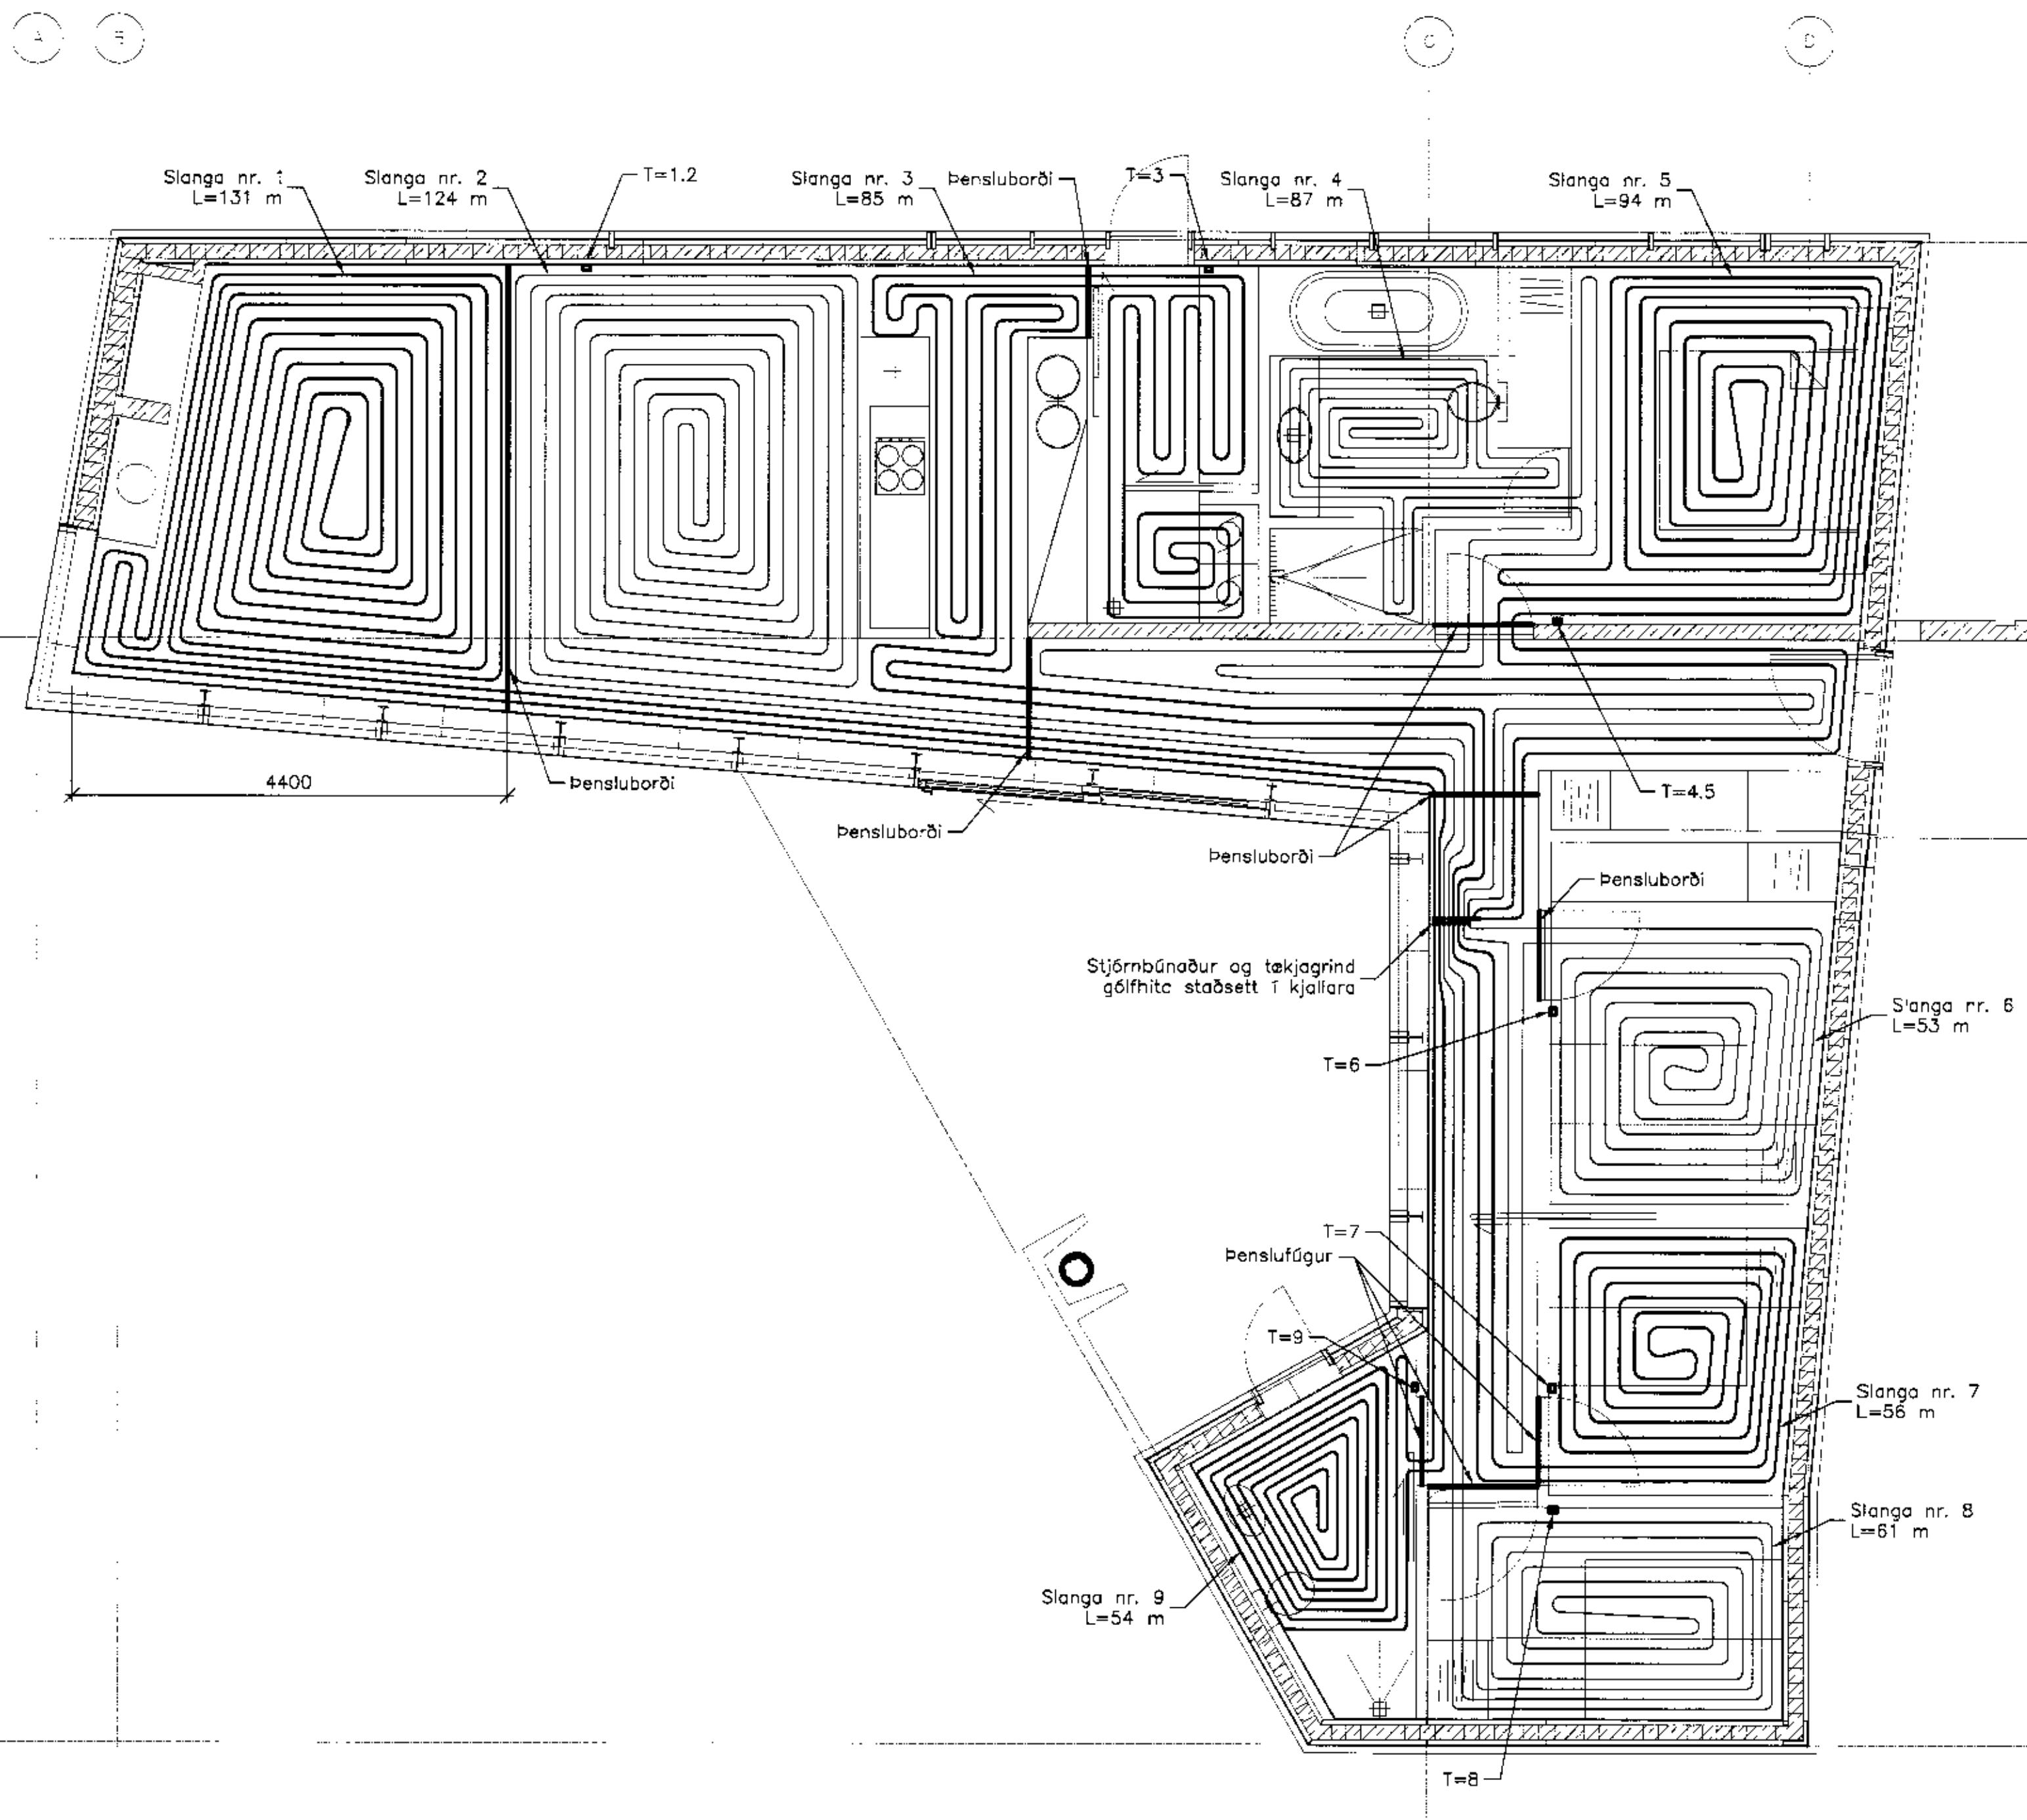 A
B
C
D
Slanga nr. 1
L=131 m
Slanga nr. 2
L=124 m
T=1.2
Slanga nr. 3
L=85 m
Þensluborði
T=3
Slanga nr. 4
L=87 m
Slanga nr. 5
L=94 m
4400
Þensluborði
Þensluborði
Þensluborði
T=4.5
Þensluborði
Stjórnbúnaður og tækjagrind
gólfhita staðsett í kjallara
Slanga nr. 6
L=53 m
T=6
T=7
Þenslufúgur
T=9
Slanga nr. 7
L=56 m
Slanga nr. 8
L=61 m
Slanga nr. 9
L=54 m
T=8